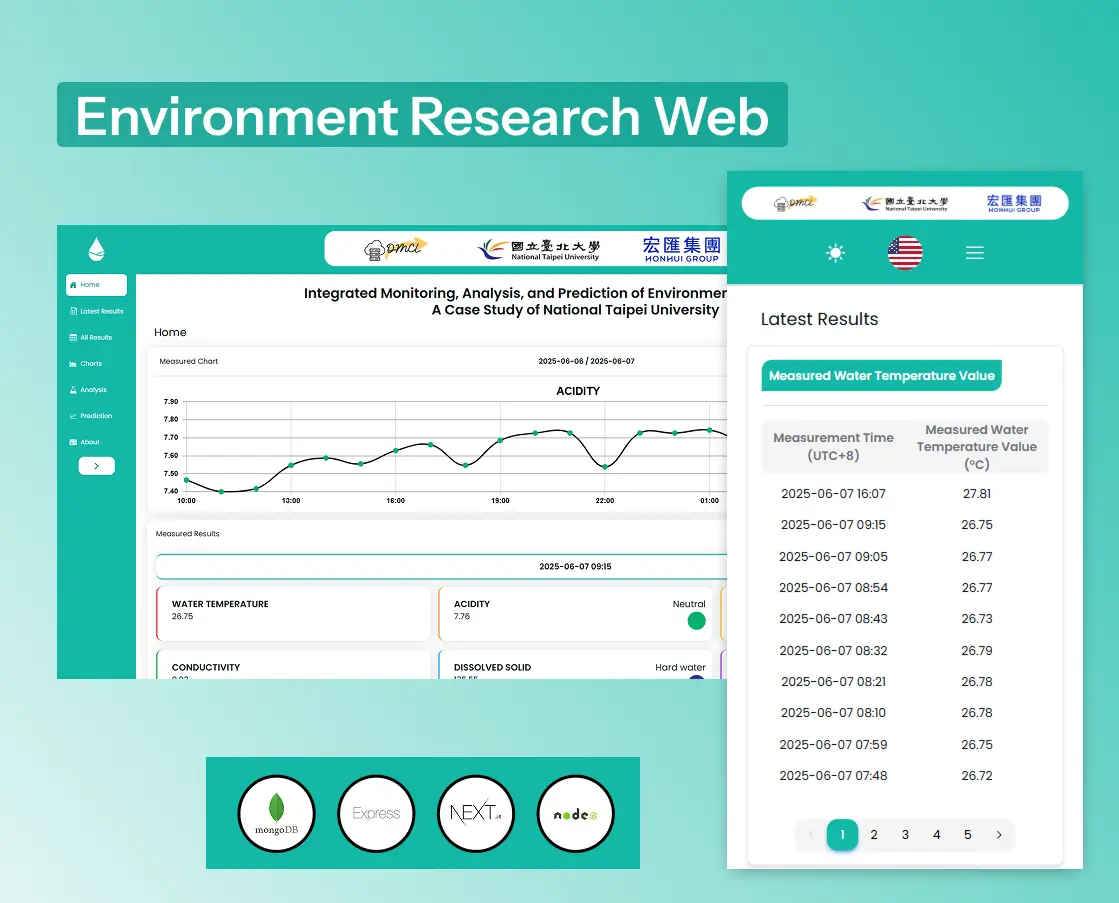 Environment Research Web
DMCL
國立臺北大學
National Taipei University
宏匯集團
HONHUI GROUP
Home
Latest Results
All Results
Charts
Analysis
Prediction
About
Integrated Monitoring, Analysis, and Prediction of Environmen
A Case Study of National Taipei University
Home
Measured Chart
2025-06-06 / 2025-06-07
ACIDITY
7.90
7.80
7.70
7.60
7.50
7.40
10:00 13:00 16:00 19:00 22:00 01:00
Measured Results
2025-06-07 09:15
WATER TEMPERATURE
26.75
ACIDITY
7.76
Neutral
CONDUCTIVITY
DISSOLVED SOLID
Hard water
DMCL
國立臺北大學
National Taipei University
宏匯集團
HONHUI GROUP
Latest Results
Measured Water Temperature Value
Measurement Time
(UTC+8)
Measured Water
Temperature Value
(°C)
2025-06-07 16:07 27.81
2025-06-07 09:15 26.75
2025-06-07 09:05 26.77
2025-06-07 08:54 26.77
2025-06-07 08:43 26.73
2025-06-07 08:32 26.79
2025-06-07 08:21 26.78
2025-06-07 08:10 26.78
2025-06-07 07:59 26.75
2025-06-07 07:48 26.72
1 2 3 4 5
mongoDB
Express
NEXT.JS
node